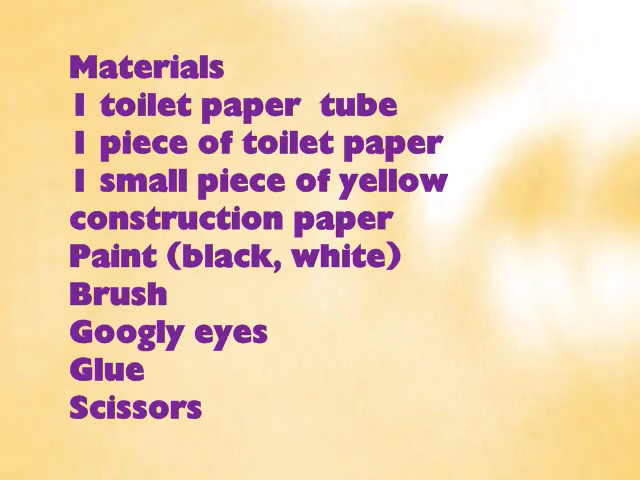 Materials
1 toilet paper tube
1 piece of toilet paper
1 small piece of yellow
construction paper
Paint (black, white)
Brush
Googly eyes
Glue
Scissors